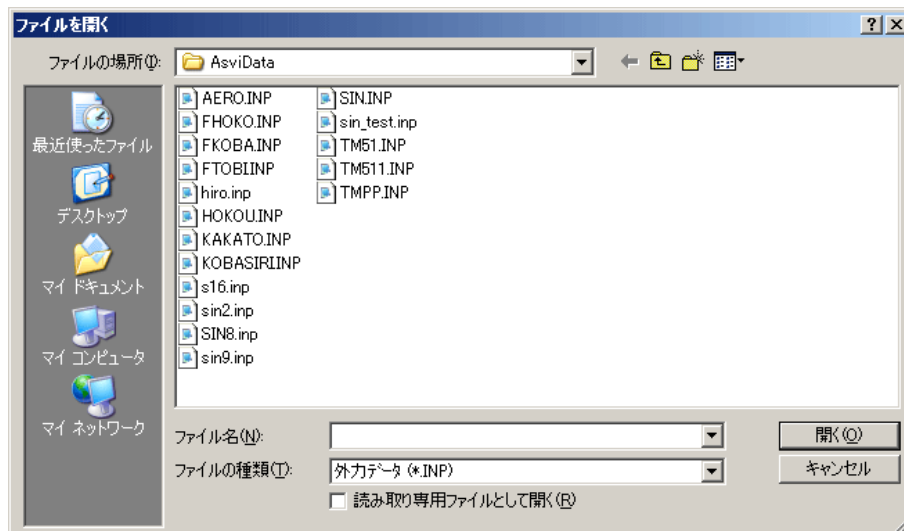 ファイルを開く
ファイルの場所(I):
AsviData
最近使ったファイル
デスクトップ
マイ ドキュメント
マイ コンピュータ
マイ ネットワーク
AERO.INP
FHOKO.INP
FKOBA.INP
FTOBI.INP
hiro.inp
HOKOU.INP
KAKATO.INP
KOBASIRI.INP
s16.inp
sin2.inp
SIN8.inp
sin9.inp
SIN.INP
sin_test.inp
TM51.INP
TM511.INP
TMPP.INP
ファイル名(N):
開く(O)
ファイルの種類(T):
外力データ (*.INP)
キャンセル
読み取り専用ファイルとして開く(R)